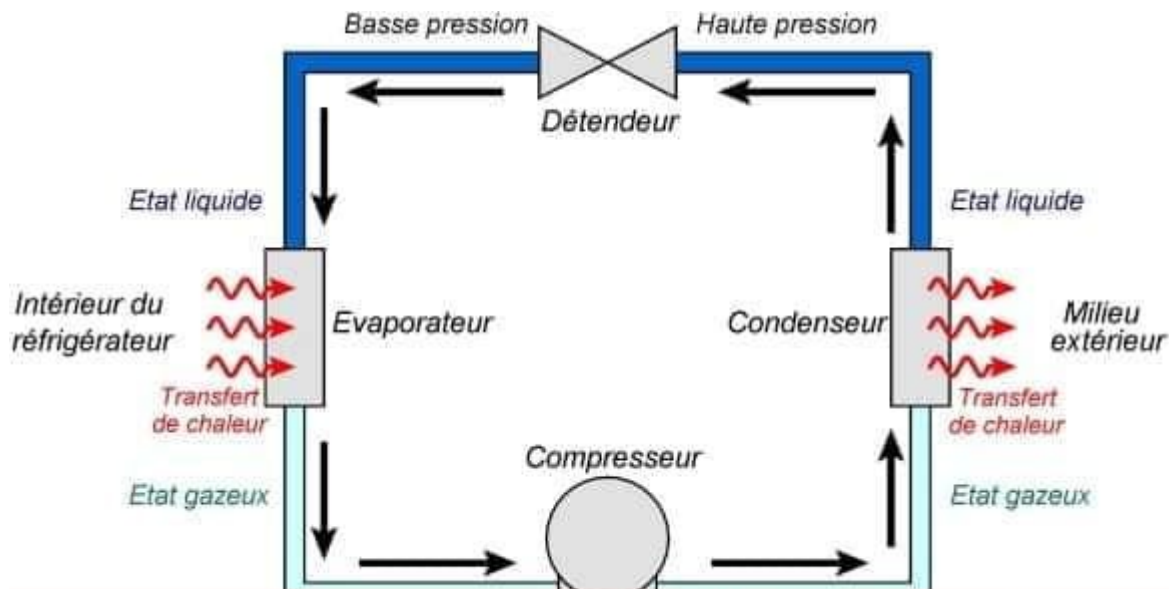 Basse pression
Haute pression
Détendeur
Etat liquide
Etat liquide
Intérieur du
réfrigérateur
Evaporateur
Condenseur
Milieu
extérieur
Transfert
de chaleur
Transfert
de chaleur
Compresseur
Etat gazeux
Etat gazeux